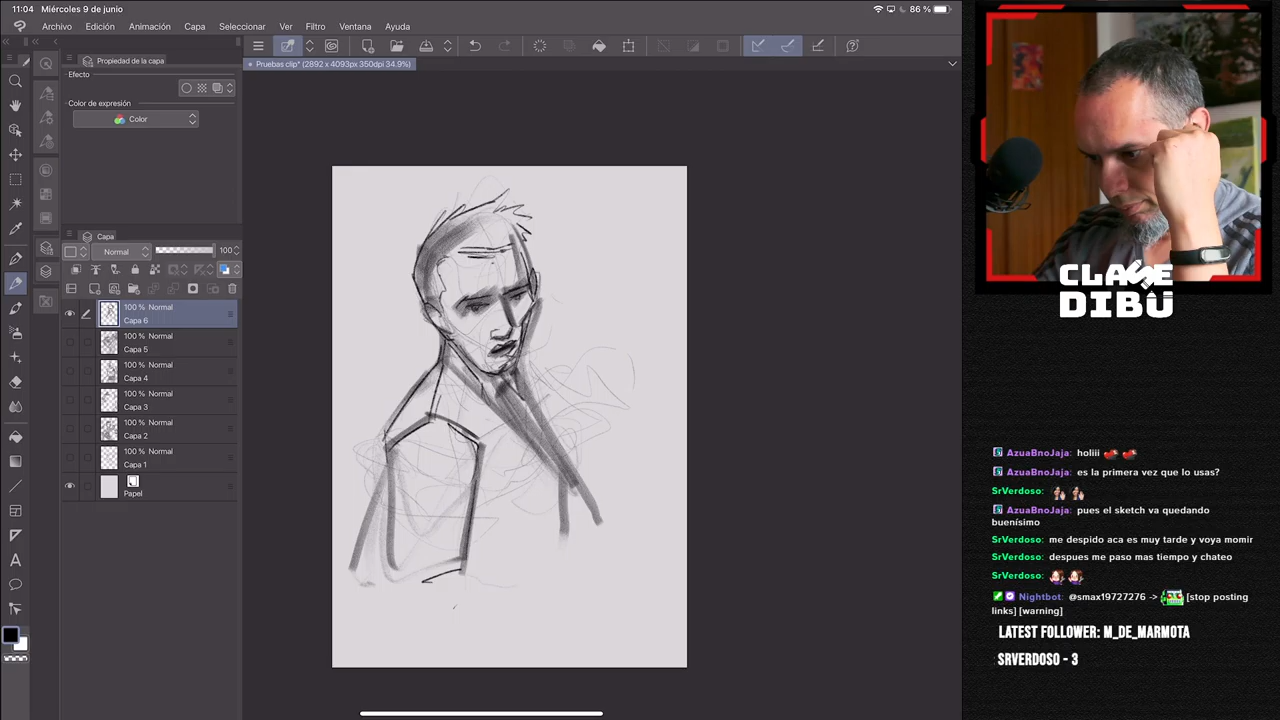 11:04 Miércoles 9 de junio
86 %
Archivo Edición Animación Capa Seleccionar Ver Filtro Ventana Ayuda
Propiedad de la capa
Pruebas clip* (2892 x 4093px 350dpi 34.9%)
Efecto
Color de expresión
Color
Capa
Normal 100
100 % Normal
Capa 6
100 % Normal
Capa 5
100 % Normal
Capa 4
100 % Normal
Capa 3
100 % Normal
Capa 2
100 % Normal
Capa 1
Papel
A
CLASE
DIBU
AzuaBnoJaja: holiii
AzuaBnoJaja: es la primera vez que lo usas?
SrVerdoso:
AzuaBnoJaja: pues el sketch va quedando
buenísimo
SrVerdoso: me despido aca es muy tarde y voya momir
SrVerdoso: despues me paso mas tiempo y chateo
SrVerdoso:
Nightbot: @smax19727276 -> [stop posting
links] [warning]
LATEST FOLLOWER: M_DE_MARMOTA
SRVERDOSO - 3